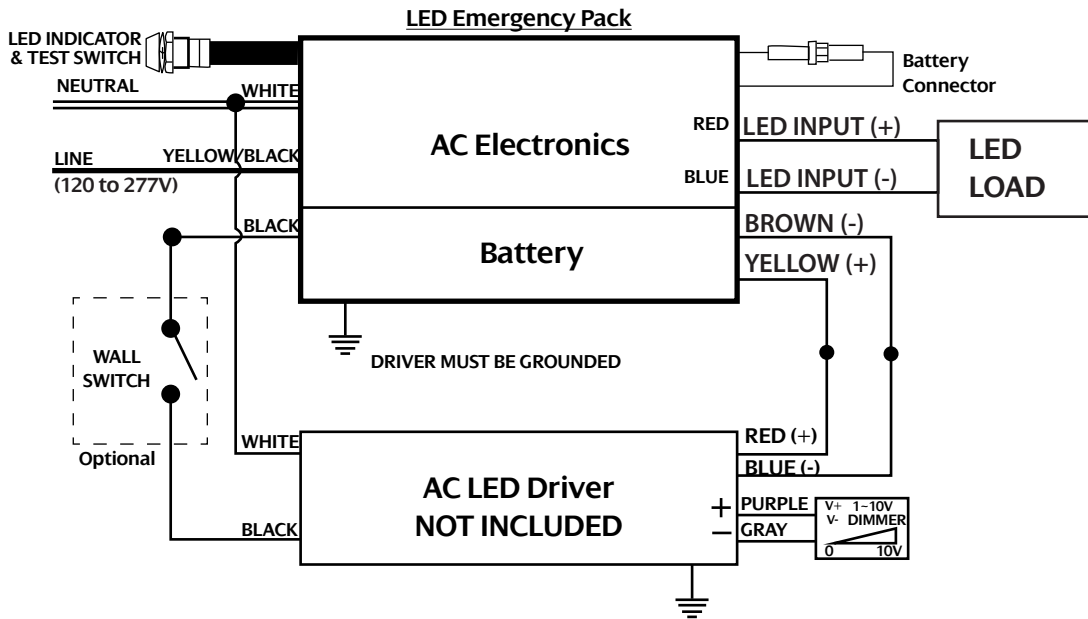 LED Emergency Pack
LED INDICATOR
& TEST SWITCH
NEUTRAL
WHITE
LINE
(120 to 277V)
YELLOW/BLACK
BLACK
AC Electronics
Battery
Battery
Connector
RED
LED INPUT (+)
BLUE
LED INPUT (-)
LED
LOAD
BROWN (-)
YELLOW (+)
DRIVER MUST BE GROUNDED
WALL
SWITCH
Optional
WHITE
BLACK
AC LED Driver
NOT INCLUDED
RED (+)
BLUE (-)
+ PURPLE
− GRAY
V+ 1~10V
V- DIMMER
0 10V